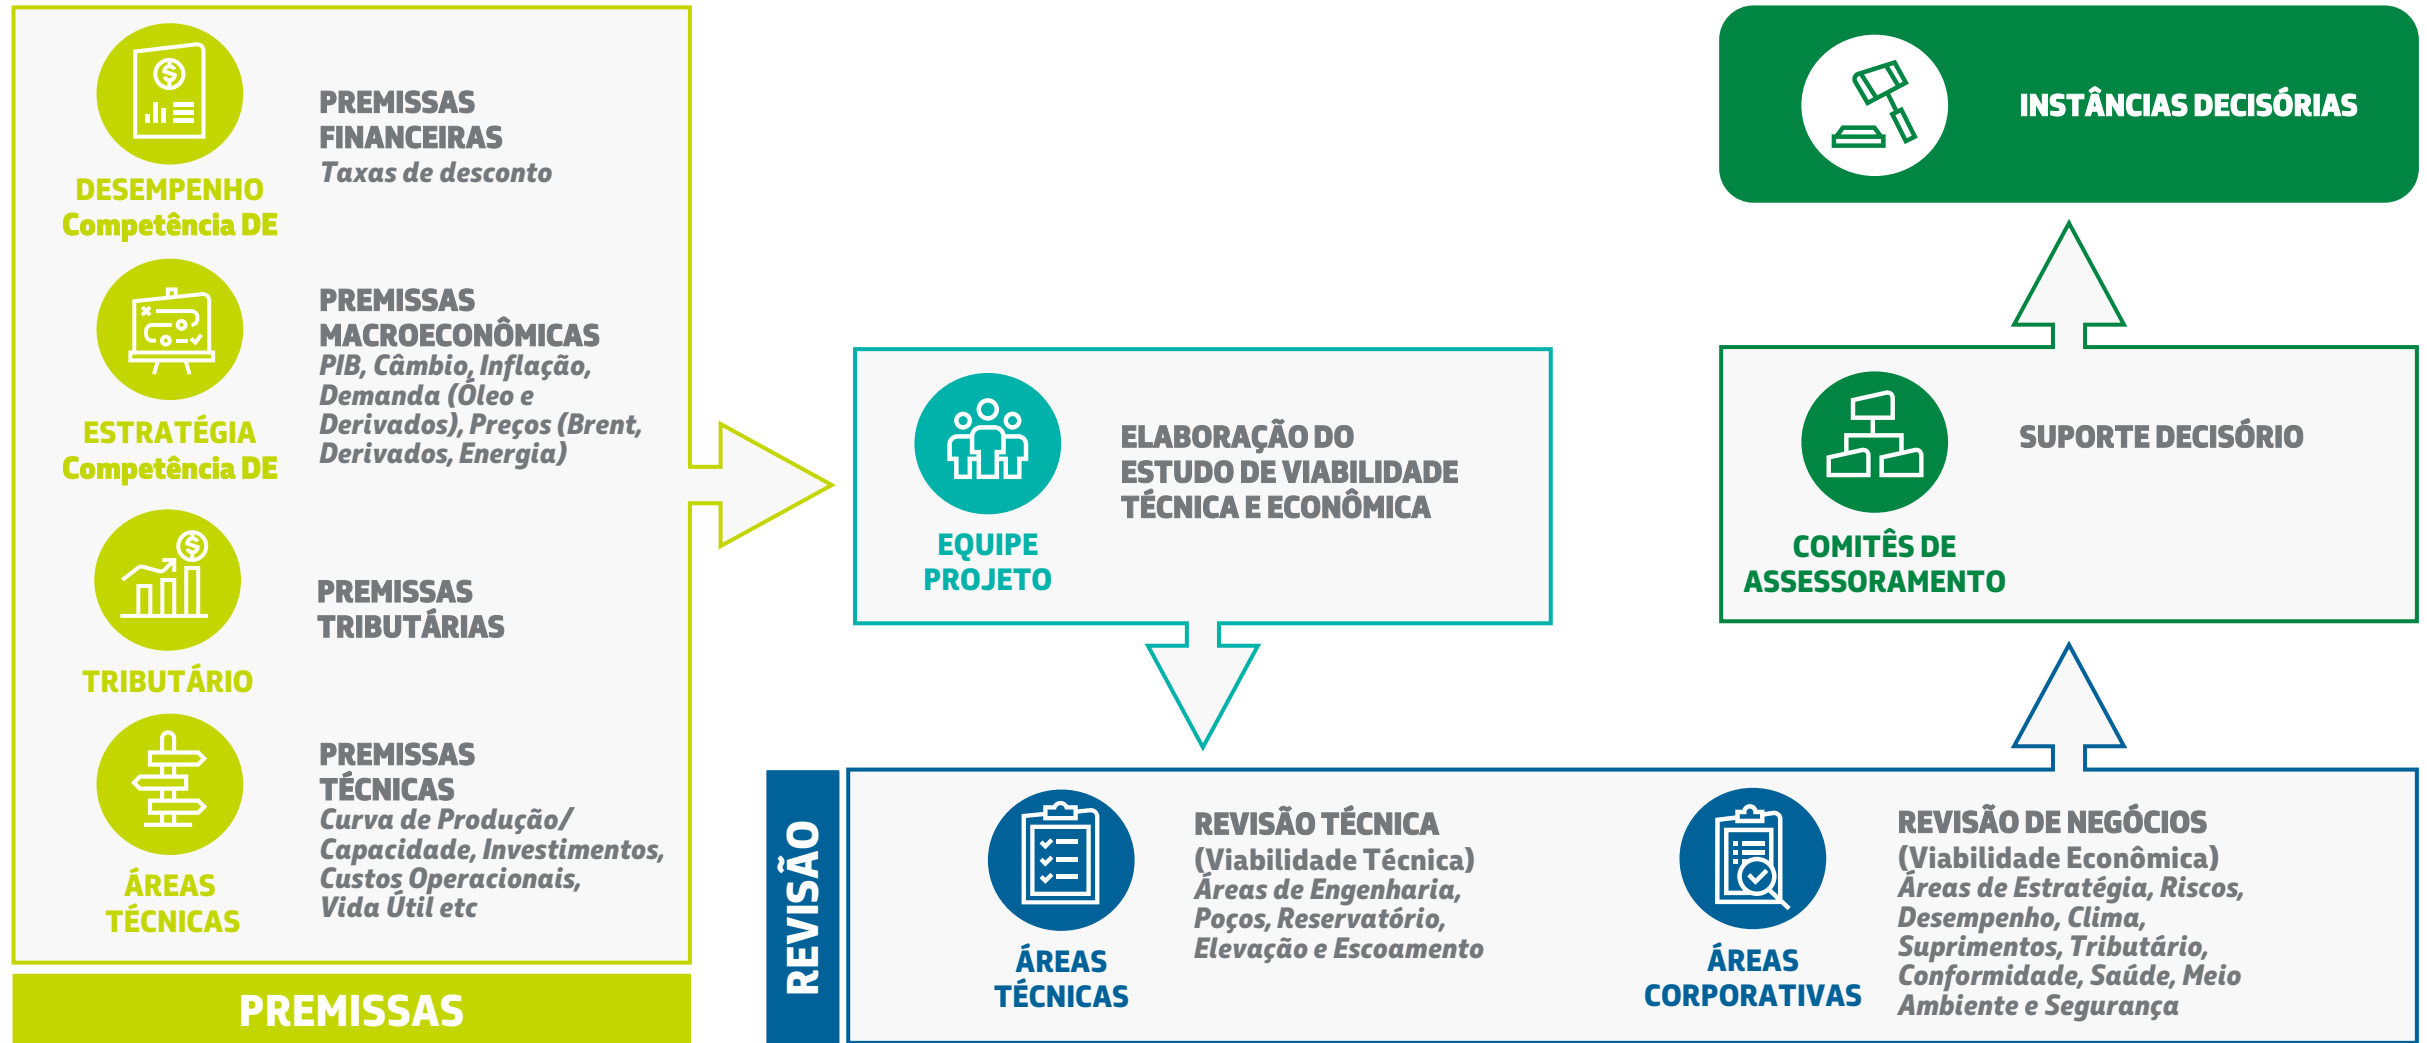 DESEMPENHO
Competência DE
PREMISSAS
FINANCEIRAS
Taxas de desconto
ESTRATÉGIA
Competência DE
PREMISSAS
MACROECONÔMICAS
PIB, Câmbio, Inflação,
Demanda (Óleo e
Derivados), Preços (Brent,
Derivados, Energia)
TRIBUTÁRIO
PREMISSAS
TRIBUTÁRIAS
ÁREAS
TÉCNICAS
PREMISSAS
TÉCNICAS
Curva de Produção/
Capacidade, Investimentos,
Custos Operacionais,
Vida Útil etc
PREMISSAS
EQUIPE
PROJETO
ELABORAÇÃO DO
ESTUDO DE VIABILIDADE
TÉCNICA E ECONÔMICA
REVISÃO
ÁREAS
TÉCNICAS
REVISÃO TÉCNICA
(Viabilidade Técnica)
Áreas de Engenharia,
Poços, Reservatório,
Elevação e Escoamento
ÁREAS
CORPORATIVAS
REVISÃO DE NEGÓCIOS
(Viabilidade Econômica)
Áreas de Estratégia, Riscos,
Desempenho, Clima,
Suprimentos, Tributário,
Conformidade, Saúde, Meio
Ambiente e Segurança
COMITÊS DE
ASSESSORAMENTO
SUPORTE DECISÓRIO
INSTÂNCIAS DECISÓRIAS